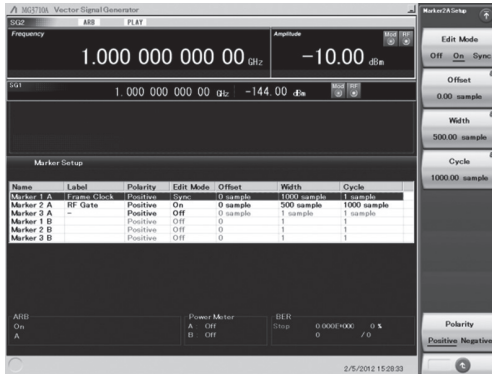 MG3710A Vector Signal Generator
SG2 ARB PLAY
Frequency
1.000 000 000 00 GHz
Amplitude
-10.00 dBm
Mod RF
SG1
1.000 000 000 00 GHz -144.00 dBm
Mod RF
Marker Setup
Name Label Polarity Edit Mode Offset Width Cycle
Marker 1 A Frame Clock Positive Sync 0 sample 1000 sample 1 sample
Marker 2 A RF Gate Positive On 0 sample 500 sample 1000 sample
Marker 3 A - Positive Off 0 sample 1 sample 1 sample
Marker 1 B Positive Off 0 1 1
Marker 2 B Positive Off 0 1 1
Marker 3 B Positive Off 0 1 1
ARB
On
A
Power Meter
A Off
B Off
BER
Stop 0.000E+000 0 %
0 / 0
2/5/2012 15:28:33
Marker2 A Setup
Edit Mode
Off On Sync
Offset
0.00 sample
Width
500.00 sample
Cycle
1000.00 sample
Polarity
Positive Negative